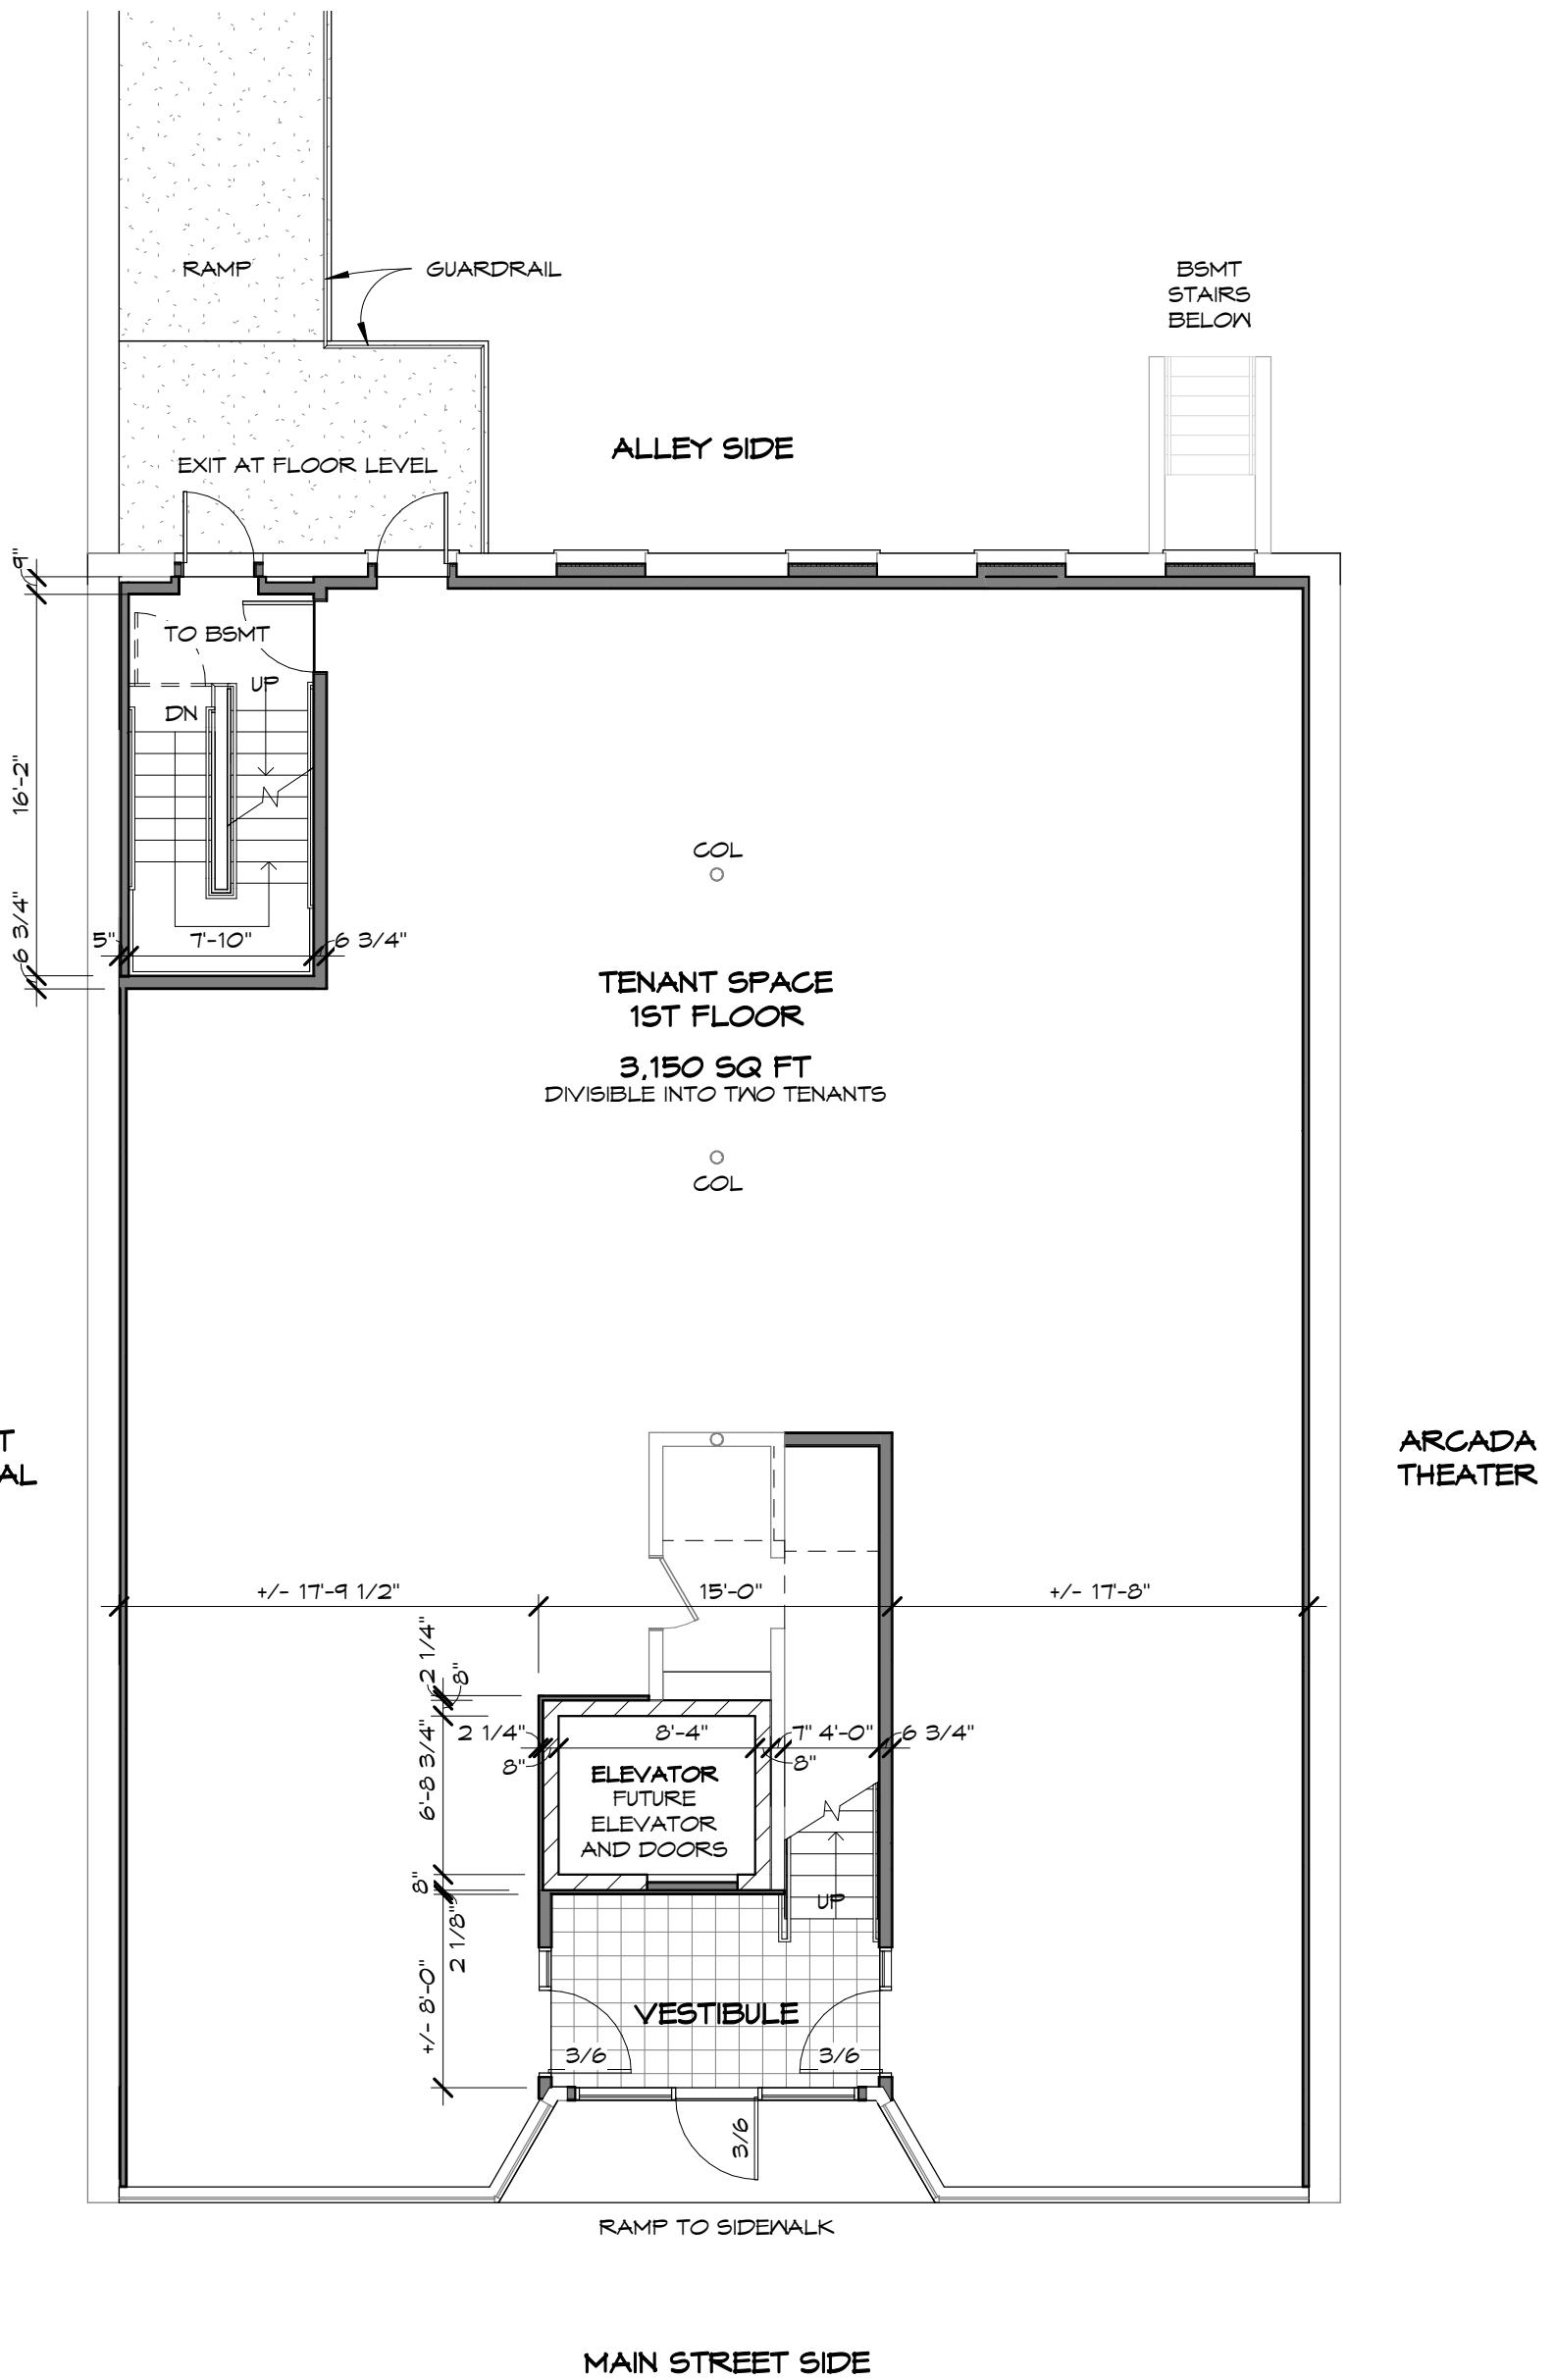 RAMP
GUARDRAIL
BSMT
STAIRS
BELOW
ALLEY SIDE
EXIT AT FLOOR LEVEL
9"
TO BSMT
UP
DN
16'-2"
6 3/4"
5"
7'-10"
6 3/4"
COL
TENANT SPACE
1ST FLOOR
3,150 SQ FT
DIVISIBLE INTO TWO TENANTS
COL
T
AL
ARCADA
THEATER
+/- 17'-9 1/2"
15'-0"
+/- 17'-8"
2 1/4"
8"
2 1/4"
8'-4"
7"
4'-0"
6 3/4"
8"
8"
6'-8 3/4"
ELEVATOR
FUTURE
ELEVATOR
AND DOORS
8"
UP
2 1/8"
+/- 8'-0"
VESTIBULE
3/6
3/6
3/6
RAMP TO SIDEWALK
MAIN STREET SIDE